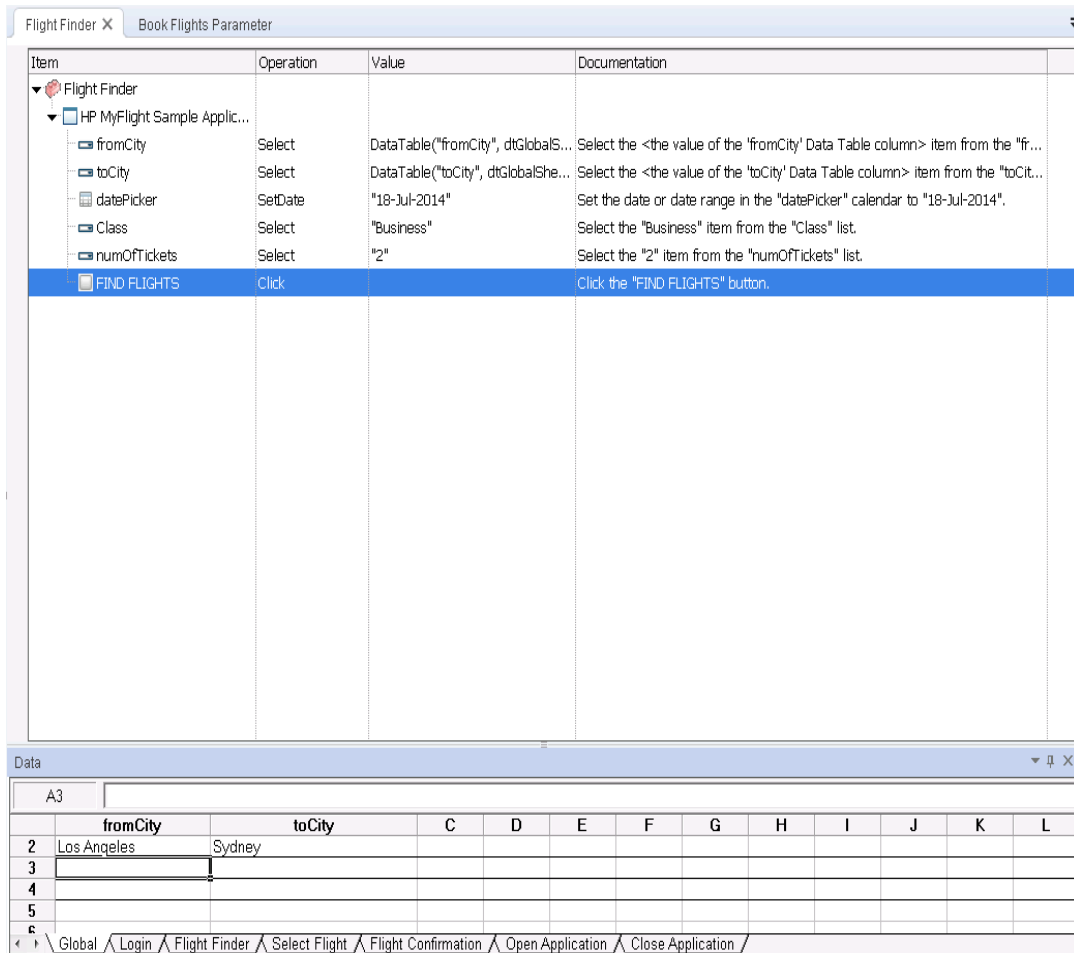 Flight Finder X Book Flights Parameter
Item Operation Value Documentation
Flight Finder
HP MyFlight Sample Applic...
fromCity Select DataTable("fromCity", dtGlobalS... Select the <the value of the 'fromCity' Data Table column> item from the "fr...
toCity Select DataTable("toCity", dtGlobalShe... Select the <the value of the 'toCity' Data Table column> item from the "toCit...
datePicker SetDate "18-Jul-2014" Set the date or date range in the "datePicker" calendar to "18-Jul-2014".
Class Select "Business" Select the "Business" item from the "Class" list.
numOfTickets Select "2" Select the "2" item from the "numOfTickets" list.
FIND FLIGHTS Click Click the "FIND FLIGHTS" button.
Data
A3
fromCity toCity C D E F G H I J K L
2 Los Angeles Sydney
3
4
5
6
Global Login Flight Finder Select Flight Flight Confirmation Open Application Close Application